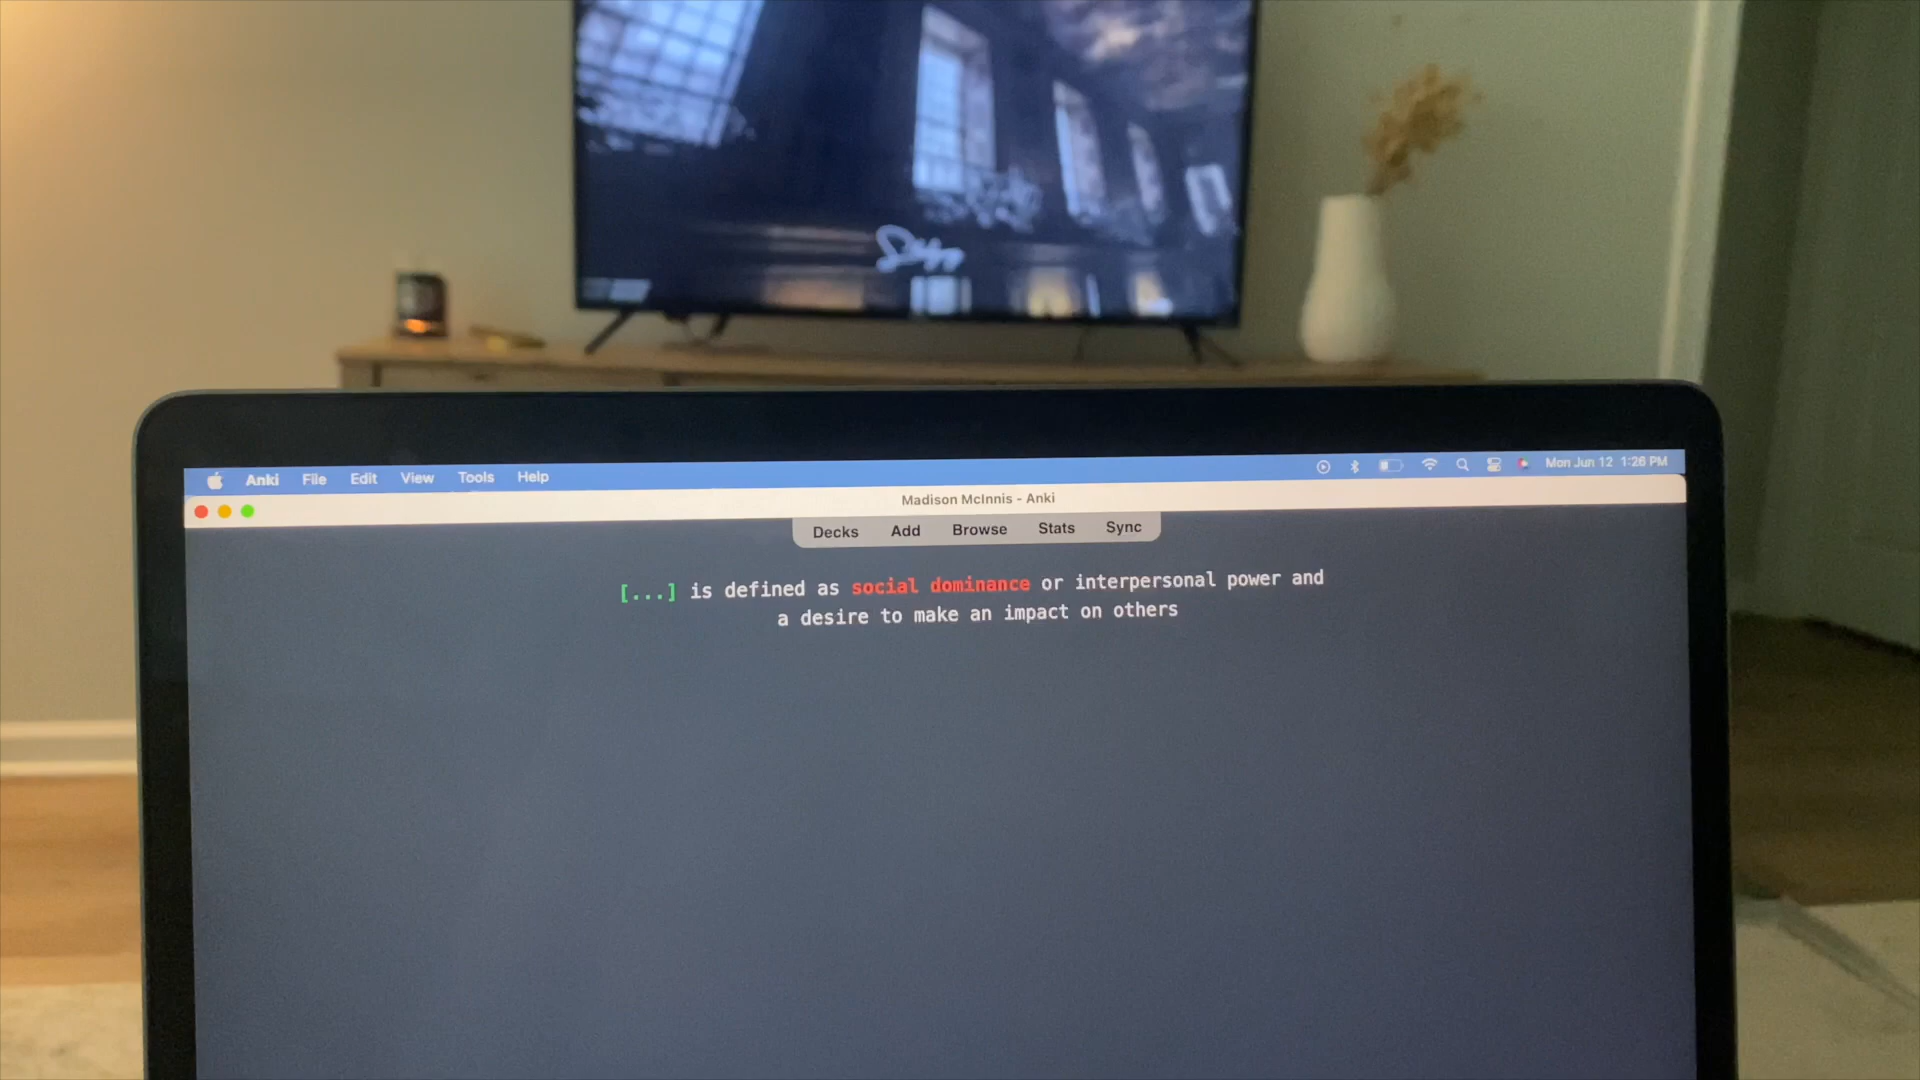 Anki File Edit View Tools Help Mon Jun 12 1:26 PM
Madison McInnis - Anki
Decks Add Browse Stats Sync
[...] is defined as social dominance or interpersonal power and
a desire to make an impact on others